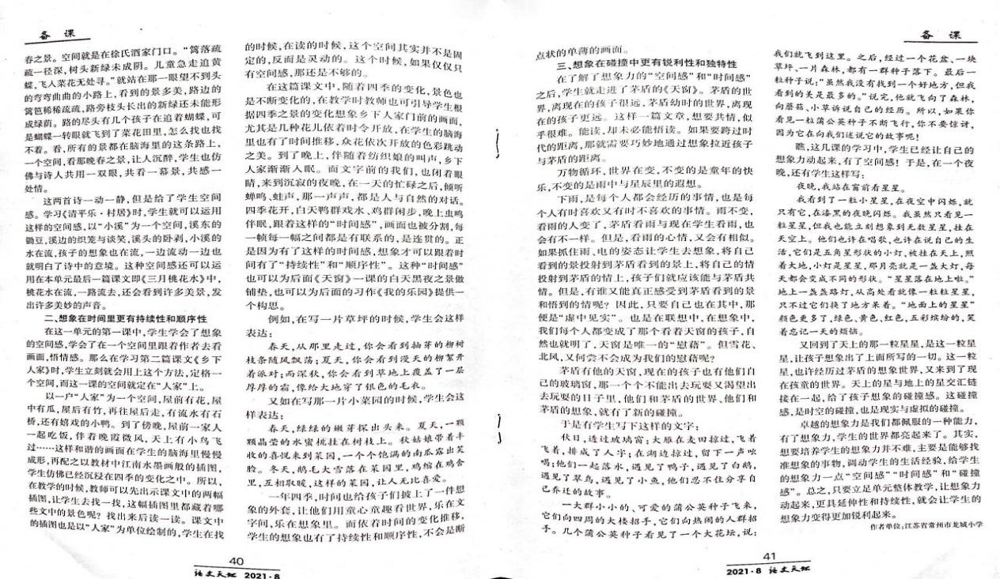 备 课
春之景。空间就是在徐氏酒家门口。“篱落疏
疏一径深,树头新绿未成阴。儿童急走追黄
蝶,飞入菜花无处寻。”就站在那一眼望不到头
的弯弯曲曲的小路上,看到的景多美,路边的
篱笆稀稀疏疏,路旁枝头长出的新绿还未能形
成绿荫。路的尽头有几个孩子在追着蝴蝶,可
是蝴蝶一转眼就飞到了菜花田里,怎么找也找
不着。看,所有的景都在脑海里的这条路上,
一个空间,看那晚春之景,让人沉醉,学生也仿
佛与诗人共用一双眼,共看一幕景,共感一
处情。
这两首诗一动一静,但是给了学生空间
感。学习《清平乐·村居》时,学生就可以运用
这样的空间感,以“小溪”为一个空间,溪东的
锄豆,溪边的织笼与谈笑,溪头的卧剥,小溪的
水在流,孩子的想象也在流,一边流动一边也
就明白了诗中的意境。这种空间感还可以运
用在本单元最后一篇课文即《三月桃花水》中,
桃花水在流,一路流去,还会看到许多美景,发
出许多美妙的声音。
二、想象在时间里更有持续性和顺序性
在这一单元的第一课中,学生学会了想象
的空间感,学会了在一个空间里跟着作者去看
画面,悟情感。那么在学习第二篇课文《乡下
人家》时,学生立刻就会用上这个方法,定格一
个空间,而这一课的空间就定在“人家”上。
以一户“人家”为一个空间,屋前有花,屋
中有瓜,屋后有竹,再往屋后走,有流水有石
桥,还有嬉戏的小鸭。到了傍晚,屋前一家人
一起吃饭,伴着晚霞微风,天上有小鸟飞
过……这样和谐的画面在学生的脑海里慢慢
成形,再配之以教材中江南水墨画般的插图,
学生仿佛已经沉浸在四季的变化之中。所以,
在教学的时候,教师可以先出示课文中的两幅
插图,让学生去找一找,这幅插图里都藏着哪
些文中的景色呢?找出来后读一读。课文中
的插图也是以“人家”为单位绘制的,学生在找
的时候,在读的时候,这个空间其实并不是固
定的,反而是灵动的。这个时候,如果仅仅只
有空间感,那还是不够的。
在这篇课文中,随着四季的变化,景色也
是不断变化的,在教学时教师也可引导学生根
据四季之景的变化想象乡下人家门前的画面,
尤其是几种花儿依着时令开放,在学生的脑海
里也有了时间推移,众花依次开放的色彩跳动
之美。到了晚上,伴随着纺织娘的叫声,乡下
人家渐渐入眠。而文字前的我们,也闭着眼
睛,来到沉寂的夜晚,在一天的忙碌之后,倾听
蝉鸣、蛙声,那一声声,都是人与自然的对话。
四季花开,白天鸭群戏水、鸡群闲步,晚上虫鸣
伴眠,跟着这样的“时间感”,画面也被分割,每
一帧每一幅之间都是有联系的,是连贯的。正
是因为有了这样的时间感,想象才可以跟着时
间有了“持续性”和“顺序性”。这种“时间感”
也可以为后面《天窗》一课的白天黑夜之景做
铺垫,也可以为后面的习作《我的乐园》提供一
个构思。
例如,在写一片草坪的时候,学生会这样
表达:
春天,从那里走过,你会看到抽芽的柳树
枝条随风飘荡;夏天,你会看到漫天的柳絮开
着派对;而深秋,你会看到草地上覆盖了一层
厚厚的霜,像给大地穿了银色的毛衣。
又如在写那一片小菜园的时候,学生会这
样表达:
春天,绿绿的嫩芽探出头来。夏天,一颗
颗晶莹的水蜜桃挂在树枝上。秋姑娘带着丰
收的喜悦来到菜园,一个个饱满的南瓜露出笑
脸。冬天,鹅毛大雪落在菜园里,鸡缩在鸡舍
里,互相取暖,这样的菜园,让人无比喜爱。
一年四季,时间也给孩子们披上了一件想
象的外套,让他们用童心童趣看世界,乐在文
字间,乐在想象里。而依着时间的变化推移,
学生的想象也有了持续性和顺序性,不会是断
40
语文天地 2021·8
备 课
点状的单薄的画面。
三、想象在碰撞中更有锐利性和独特性
在了解了想象力的“空间感”和“时间感”
之后,学生就走进了茅盾的《天窗》。茅盾的世
界,离现在的孩子很远,茅盾幼时的世界,离现
在的孩子更远。这样一篇文章,想要共情,似
乎很难。能读,却未必能悟读。如果要跨过时
代的距离,那就需要巧妙地通过想象拉近孩子
与茅盾的距离。
万物循环,世界在变,不变的是童年的快
乐,不变的是雨中与星辰里的遐想。
下雨,是每个人都会经历的事情,也是每
个人有时喜欢又有时不喜欢的事情。雨不变,
看雨的人变了,茅盾看雨与现在学生看雨,也
会有不一样。但是,看雨的心情,又会有相似。
如果抓住雨、电的姿态让学生去想象,将自己
看到的景投射到茅盾看到的景上,将自己的情
投射到茅盾的情上,孩子们就应该能与茅盾共
情。但是,有谁又能真正感受到茅盾看到的景
和悟到的情呢?因此,只要自己也在其中,那
便是“虚中见实”。也是在联想中,在想象中,
我们每个人都变成了那个看着天窗的孩子,自
然也就明了,天窗是唯一的“慰藉”。但雪花、
北风,又何尝不会成为我们的慰藉呢?
茅盾有他的天窗,现在的孩子也有他们自
己的玻璃窗,那一个个不能出去玩耍又渴望出
去玩耍的日子里,他们和茅盾的世界,他们和
茅盾的想象,就有了新的碰撞。
于是有学生写下这样的文字:
秋日,透过玻璃窗;大雁在麦田掠过,飞着
飞着,排成了人字;在湖边掠过,留下一声吆
喝;他们一起落水,遇见了鸭子,遇见了白鹅,
遇见了翠鸟,遇见了小鱼,他们忍不住分享自
己乔迁的故事。
一大群小小的、可爱的蒲公英种子飞来,
它们向四周的大楼招手,它们向热闹的人群招
手。几个蒲公英种子看见了一个大花坛,说:
我们就飞到这里。之后,经过一个花盆、一块
草坪、一片森林,都有一群种子落下。最后一
粒种子说:“虽然我没有找到一个好地方,但我
看到的美是最多的。”说完,他就飞向了森林,
向蘑菇、小草诉说自己的经历。所以,如果你
看见一粒蒲公英种子不断飞行,你不要惊讶,
因为它在向我们述说它的故事呢!
瞧,这几课的学习中,学生已经让自己的
想象力动起来,有了空间感!于是,在一个夜
晚,还有学生这样写:
夜晚,我站在窗前看星星。
我看到了一粒小星星,在夜空中闪烁,就
只有它,在漆黑的夜晚闪烁。我虽然只看见一
粒星星,但我也能立刻想象到无数星星,挂在
天空上。他们也许在唱歌,也许在说自己的生
活,它们是五角星形状的小灯,被挂在天上,照
着大地,小灯是星星,那月亮就是一盏大灯,每
天都会变成不同的形状。“星星落在地上啦。”
地上一盏盏路灯,从高处看就像一粒粒星星,
只不过它们换了地方来着。“地面上的星星”
颜色更多了,绿色、黄色、红色,五彩缤纷的,笑
着忘记一天的烦恼。
又回到了天上的那一粒星星,是这一粒星
星,让孩子想象出了上面所写的一切。这一粒
星,也许经历过茅盾的想象世界,又来到了现
在孩童的世界。天上的星与地上的星交汇链
接在一起,给了孩子想象的碰撞感。这碰撞
感,是时空的碰撞,也是现实与虚拟的碰撞。
卓越的想象力是我们都佩服的一种能力,
有了想象力,学生的世界都亮起来了。其实,
想要培养学生的想象力并不难,主要是能够找
准想象的事物,调动学生的生活经验,给学生
的想象力一点“空间感”“时间感”和“碰撞
感”。总之,只要立足单元整体教学,让想象力
动起来,更具延伸性和持续性,就会让学生的
想象力变得更加锐利起来。
作者单位:江苏省常州市龙城小学
41
2021·8 语文天地